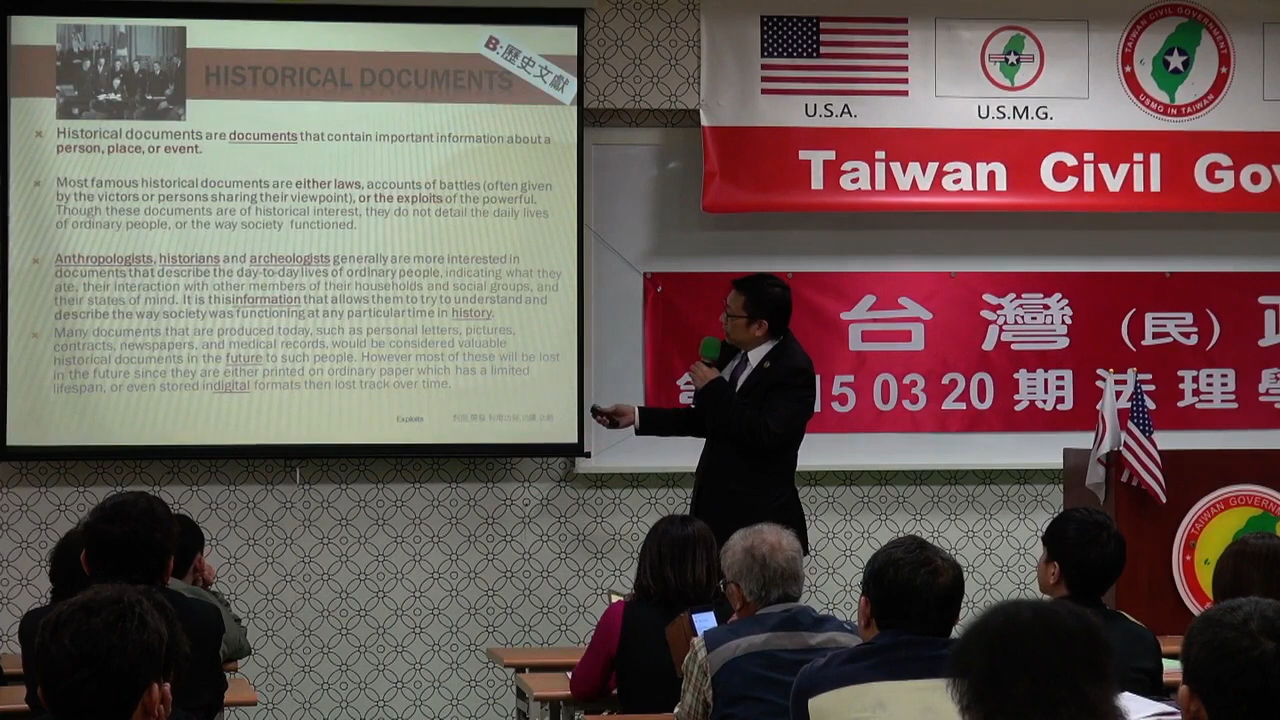 B:歷史文獻
HISTORICAL DOCUMENTS
Historical documents are documents that contain important information about a
person, place, or event.
Most famous historical documents are either laws, accounts of battles (often given
by the victors or persons sharing their viewpoint), or the exploits of the powerful.
Though these documents are of historical interest, they do not detail the daily lives
of ordinary people, or the way society functioned.
Anthropologists, historians and archeologists generally are more interested in
documents that describe the day-to-day lives of ordinary people, indicating what they
ate, their interaction with other members of their households and social groups, and
their states of mind. It is thisinformation that allows them to try to understand and
describe the way society was functioning at any particular time in history.
Many documents that are produced today, such as personal letters, pictures,
contracts, newspapers, and medical records, would be considered valuable
historical documents in the future to such people. However most of these will be lost
in the future since they are either printed on ordinary paper which has a limited
lifespan, or even stored indigital formats then lost track over time.
Exploits
U.S.A.
U.S.M.G.
TAIWAN CIVIL GOVERNMENT
USMG IN TAIWAN
Taiwan Civil Gov
台灣(民)政
15 03 20 期法理學
TAIWAN GOVERNM